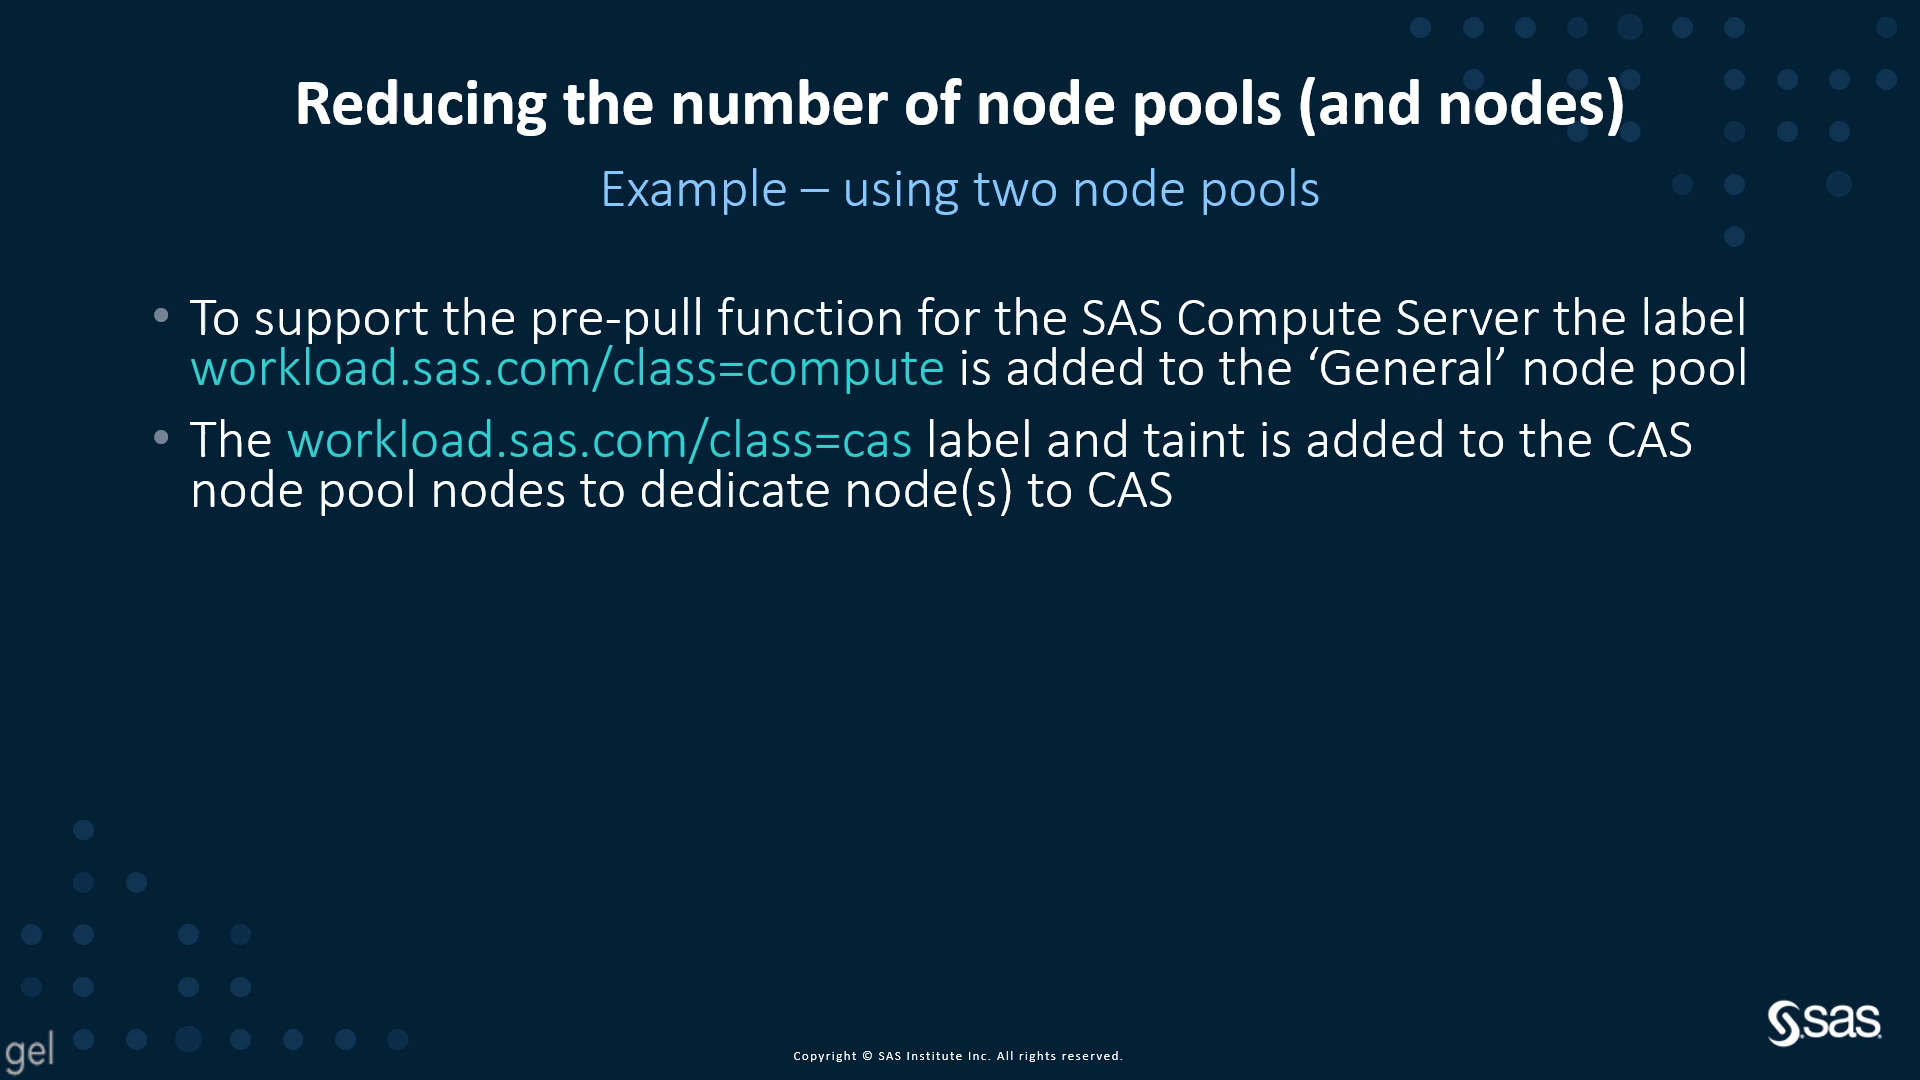 Reducing the number of node pools (and nodes)
Example – using two node pools
• To support the pre-pull function for the SAS Compute Server the label
workload.sas.com/class=compute is added to the ‘General’ node pool
• The workload.sas.com/class=cas label and taint is added to the CAS
node pool nodes to dedicate node(s) to CAS
gel
Copyright © SAS Institute Inc. All rights reserved.
sas